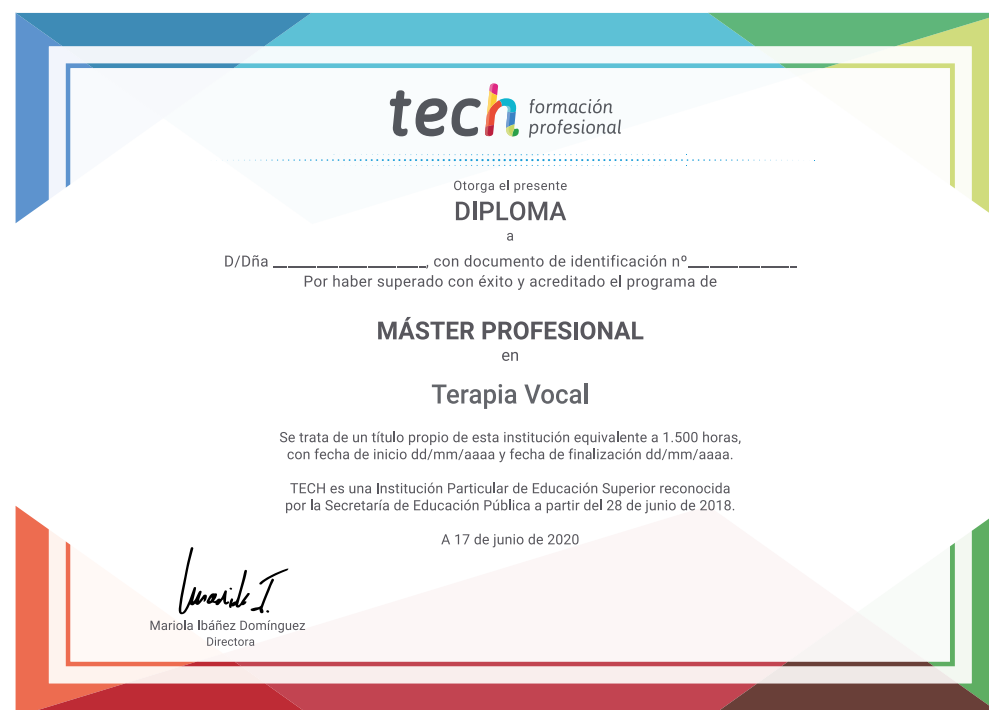 tech formación
profesional
Otorga el presente
DIPLOMA
a
D/Dña ____________________, con documento de identificación nº______________
Por haber superado con éxito y acreditado el programa de
MÁSTER PROFESIONAL
en
Terapia Vocal
Se trata de un título propio de esta institución equivalente a 1.500 horas,
con fecha de inicio dd/mm/aaaa y fecha de finalización dd/mm/aaaa.
TECH es una Institución Particular de Educación Superior reconocida
por la Secretaría de Educación Pública a partir del 28 de junio de 2018.
A 17 de junio de 2020
Mariola Ibáñez Domínguez
Directora